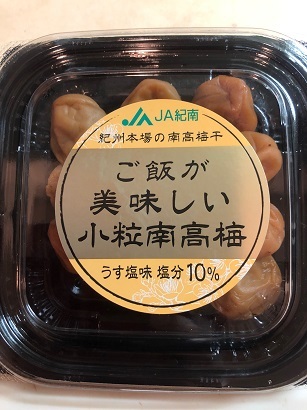 JA紀南
紀州本場の南高梅干
ご飯が
美味しい
小粒南高梅
うす塩味 塩分10%